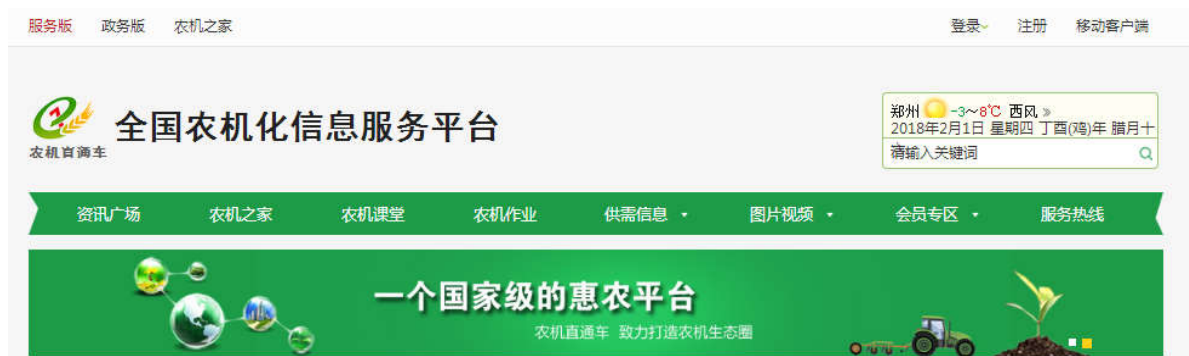 服务版 政务版 农机之家 登录 注册 移动客户端
农机直通车
全国农机化信息服务平台
郑州 -3~8℃ 西风 »
2018年2月1日 星期四 丁酉(鸡)年 腊月十
请输入关键词
资讯广场 农机之家 农机课堂 农机作业 供需信息 图片视频 会员专区 服务热线
一个国家级的惠农平台
农机直通车 致力打造农机生态圈